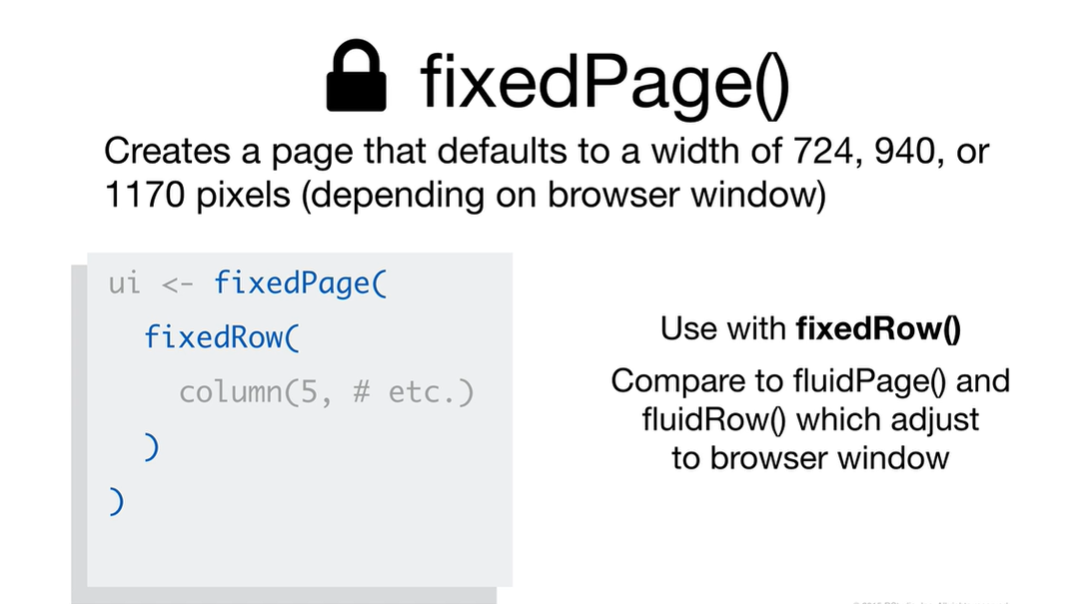 fixedPage()
Creates a page that defaults to a width of 724, 940, or
1170 pixels (depending on browser window)
ui <- fixedPage(
fixedRow(
column(5, # etc.)
)
)
Use with fixedRow()
Compare to fluidPage() and
fluidRow() which adjust
to browser window